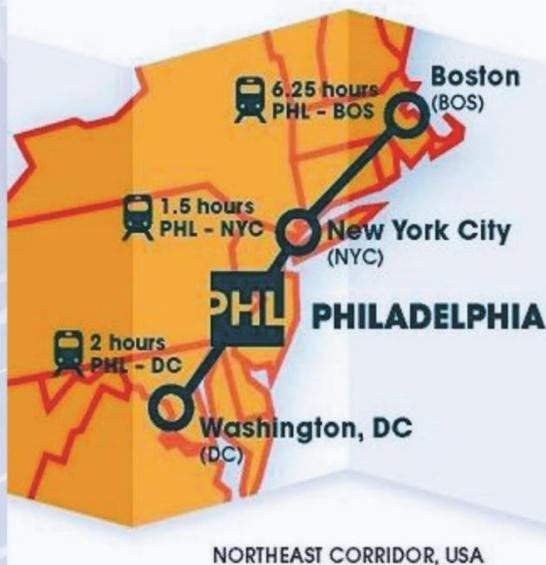 Boston
(BOS)
6.25 hours
PHL – BOS
1.5 hours
PHL – NYC
New York City
(NYC)
PHL
PHILADELPHIA
2 hours
PHL – DC
Washington, DC
(DC)
NORTHEAST CORRIDOR, USA